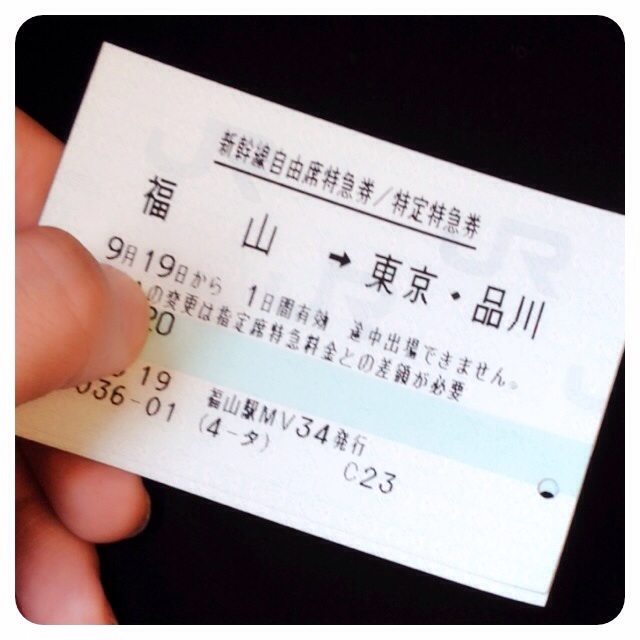 新幹線自由席特急券/特定特急券
福山 → 東京・品川
9月19日から 1日間有効 途中出場できません。
の変更は指定席特急料金との差額が必要
20
19 福山駅MV34発行
036-01 (4-タ) C23